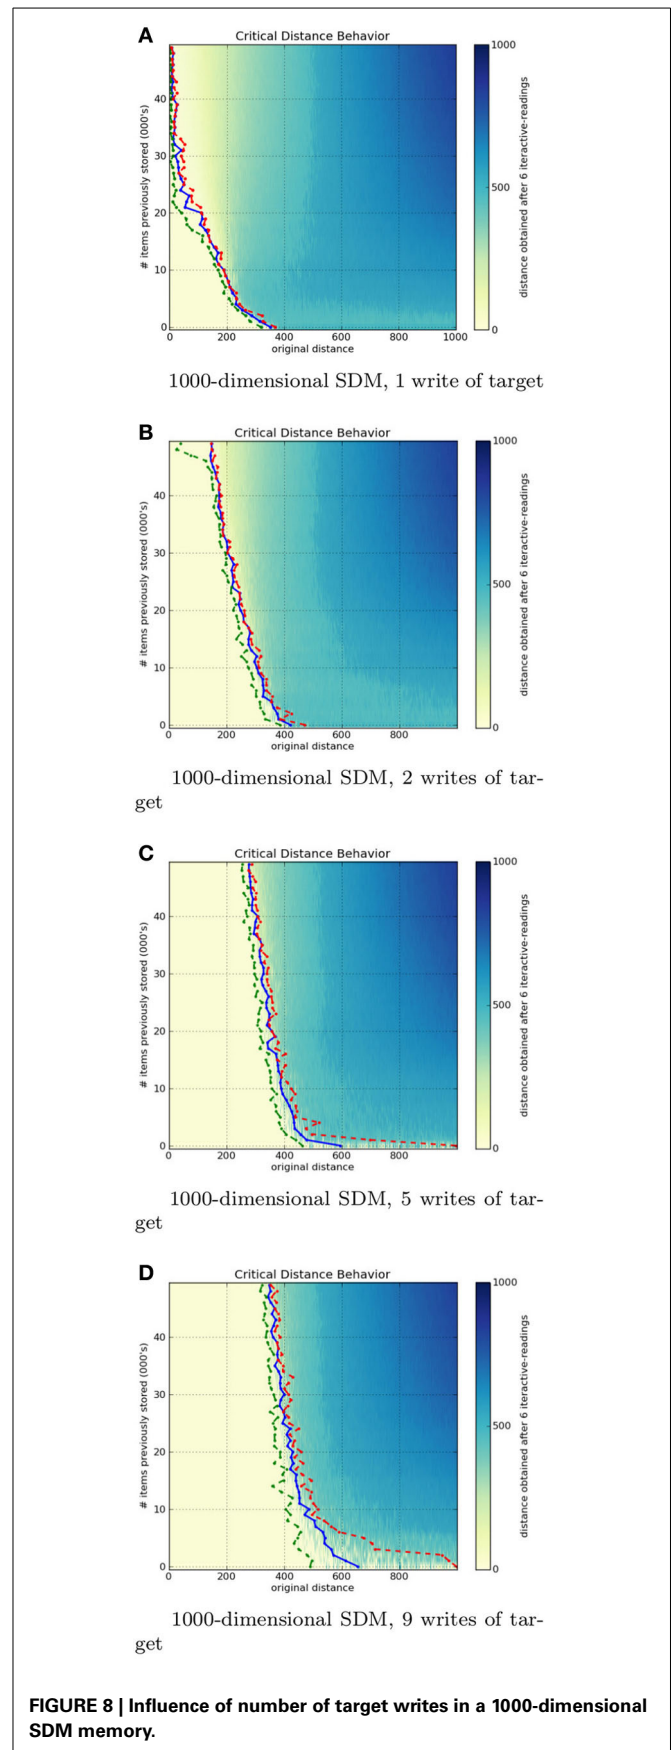 A
Critical Distance Behavior
# items previously stored (000's)
40
30
20
10
0
0 200 400 600 800 1000
original distance
1000
500
0
distance obtained after 6 iteractive-readings
1000-dimensional SDM, 1 write of target
B
Critical Distance Behavior
# items previously stored (000's)
40
30
20
10
0
0 200 400 600 800
original distance
1000
500
0
distance obtained after 6 iteractive-readings
1000-dimensional SDM, 2 writes of tar-
get
C
Critical Distance Behavior
# items previously stored (000's)
40
30
20
10
0
0 200 400 600 800
original distance
1000
500
0
distance obtained after 6 iteractive-readings
1000-dimensional SDM, 5 writes of tar-
get
D
Critical Distance Behavior
# items previously stored (000's)
40
30
20
10
0
0 200 400 600 800
original distance
1000
500
0
distance obtained after 6 iteractive-readings
1000-dimensional SDM, 9 writes of tar-
get
FIGURE 8 | Influence of number of target writes in a 1000-dimensional
SDM memory.